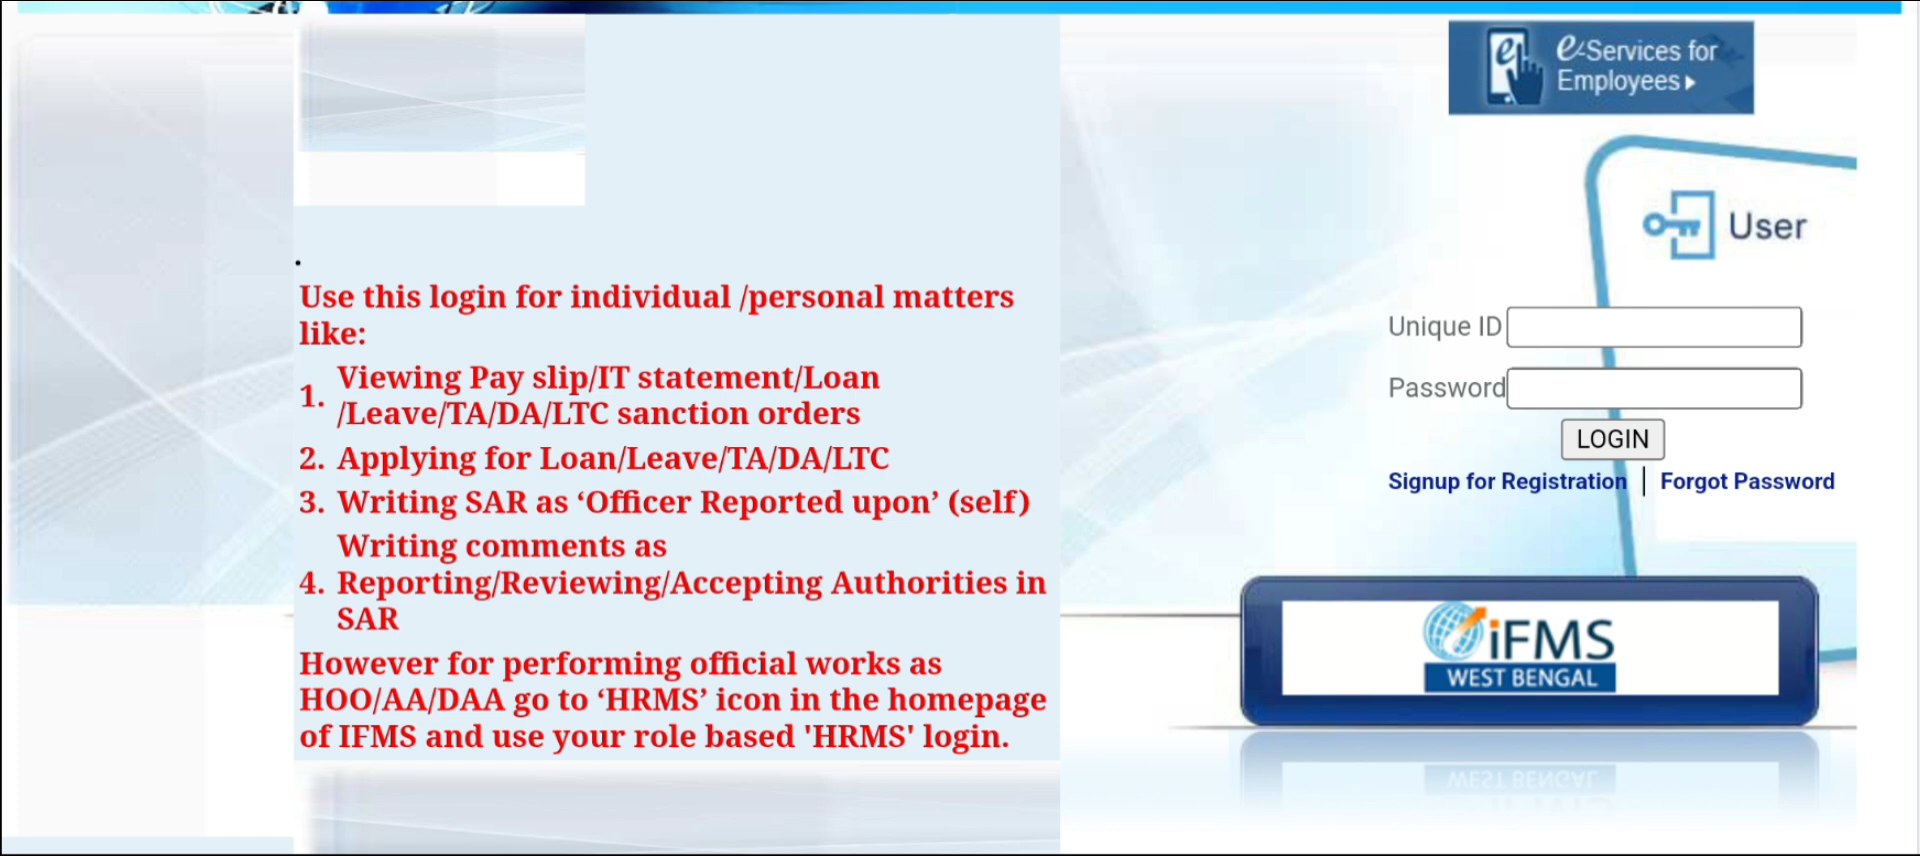 e-Services for
Employees
User
.
Use this login for individual /personal matters
like:
1. Viewing Pay slip/IT statement/Loan
/Leave/TA/DA/LTC sanction orders
2. Applying for Loan/Leave/TA/DA/LTC
3. Writing SAR as ‘Officer Reported upon’ (self)
4. Writing comments as
Reporting/Reviewing/Accepting Authorities in
SAR
However for performing official works as
HOO/AA/DAA go to ‘HRMS’ icon in the homepage
of IFMS and use your role based 'HRMS' login.
Unique ID
Password
LOGIN
Signup for Registration | Forgot Password
iFMS
WEST BENGAL